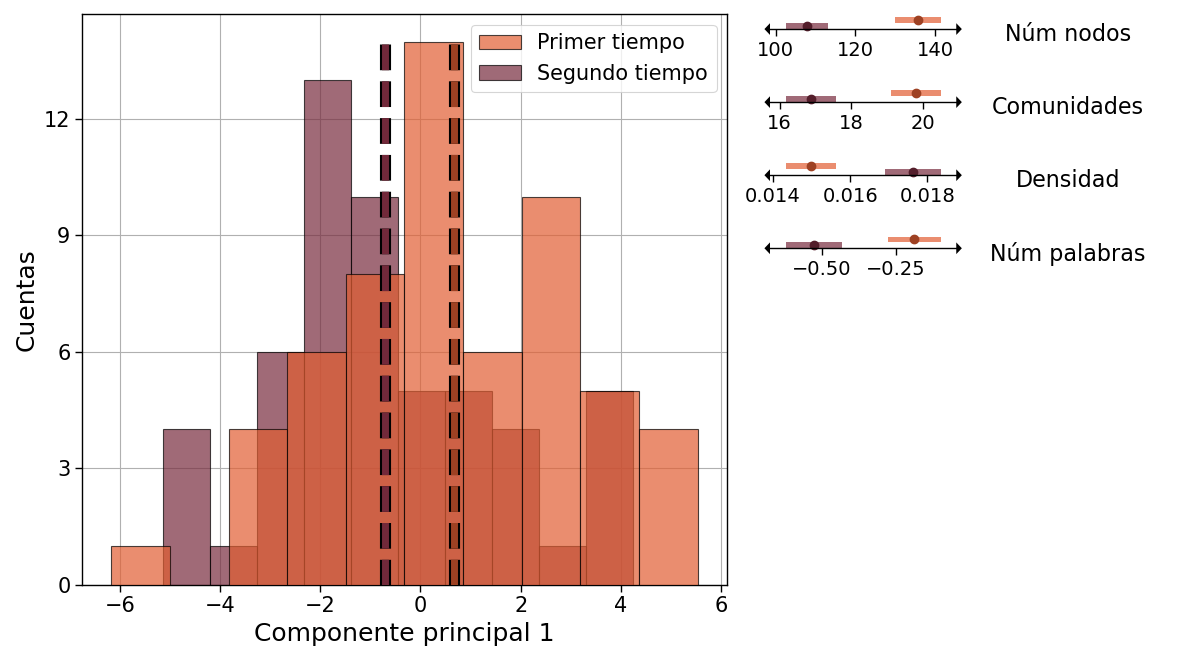 Primer tiempo
Segundo tiempo
12
9
6
3
0
Cuentas
−6 −4 −2 0 2 4 6
Componente principal 1
100 120 140
Núm nodos
16 18 20
Comunidades
0.014 0.016 0.018
Densidad
−0.50 −0.25
Núm palabras